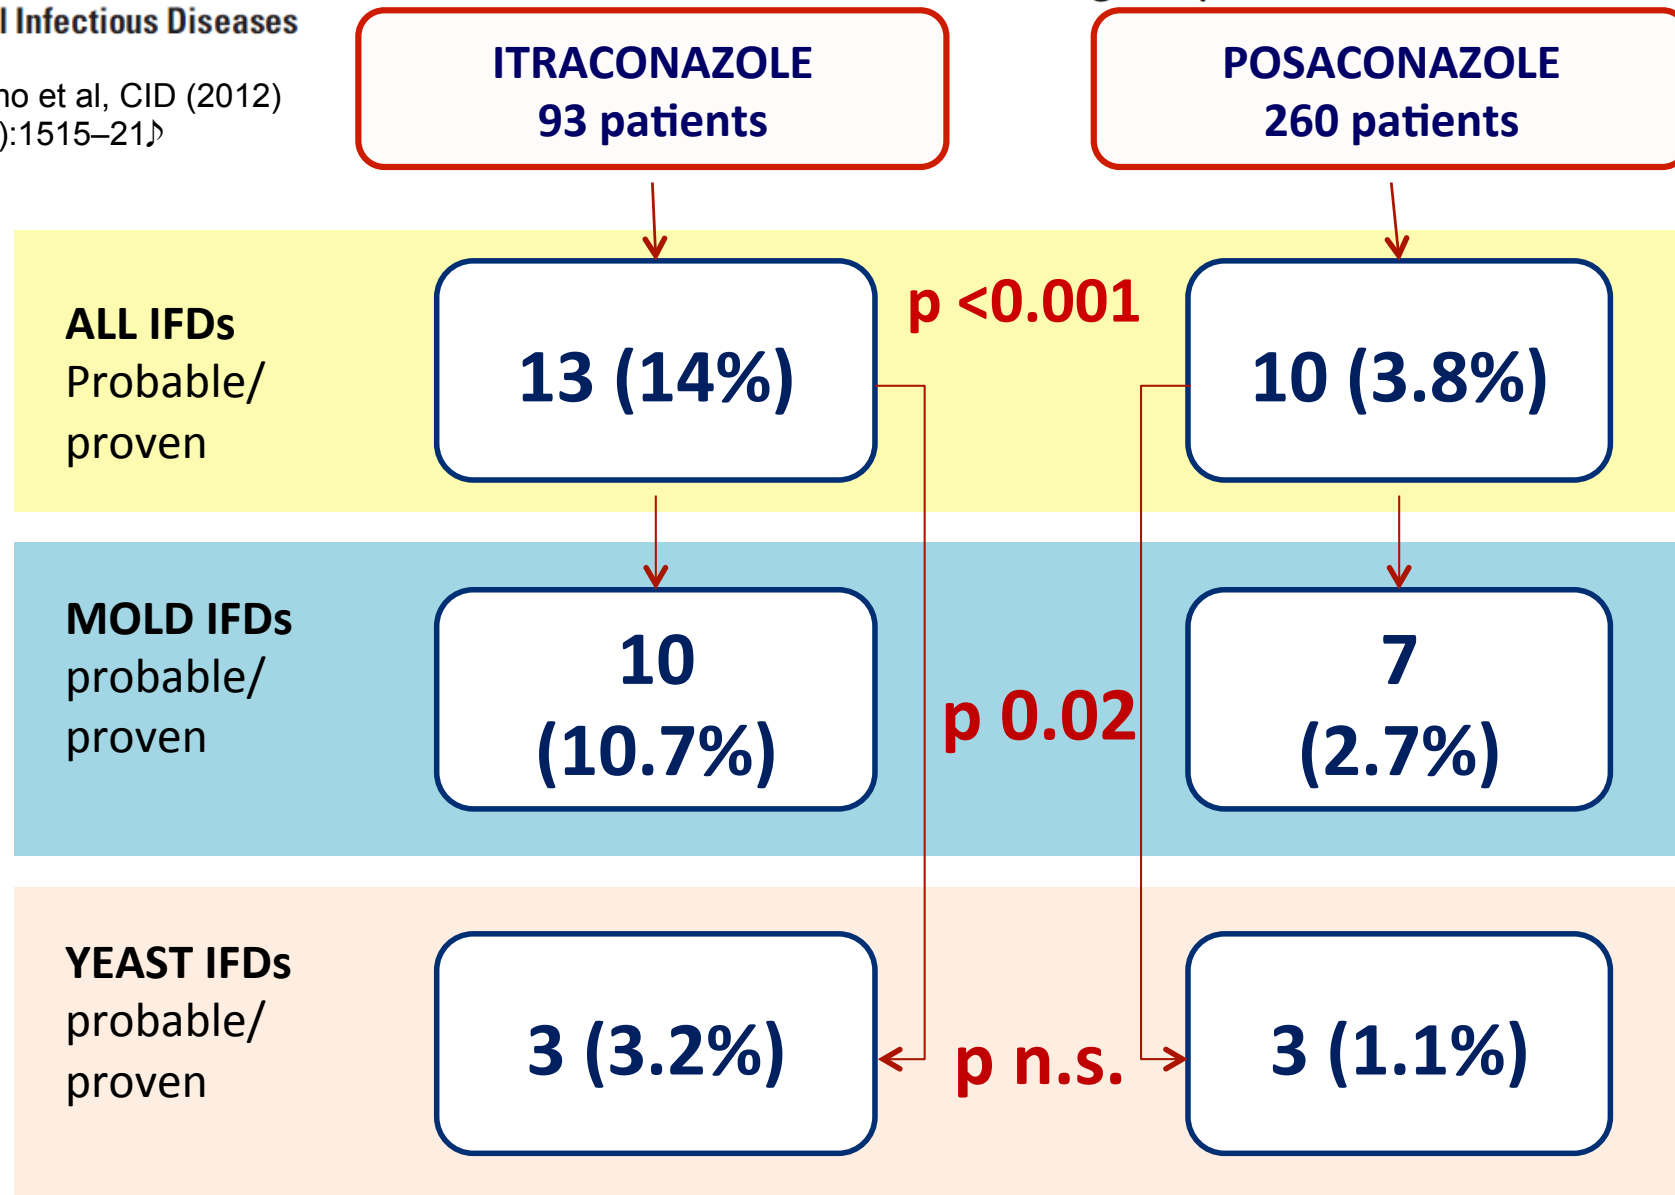 l Infectious Diseases
no et al, CID (2012)
):1515–21♪
ITRACONAZOLE
93 patients
POSACONAZOLE
260 patients
ALL IFDs
Probable/
proven
13 (14%)
p <0.001
10 (3.8%)
MOLD IFDs
probable/
proven
10
(10.7%)
p 0.02
7
(2.7%)
YEAST IFDs
probable/
proven
3 (3.2%)
p n.s.
3 (1.1%)